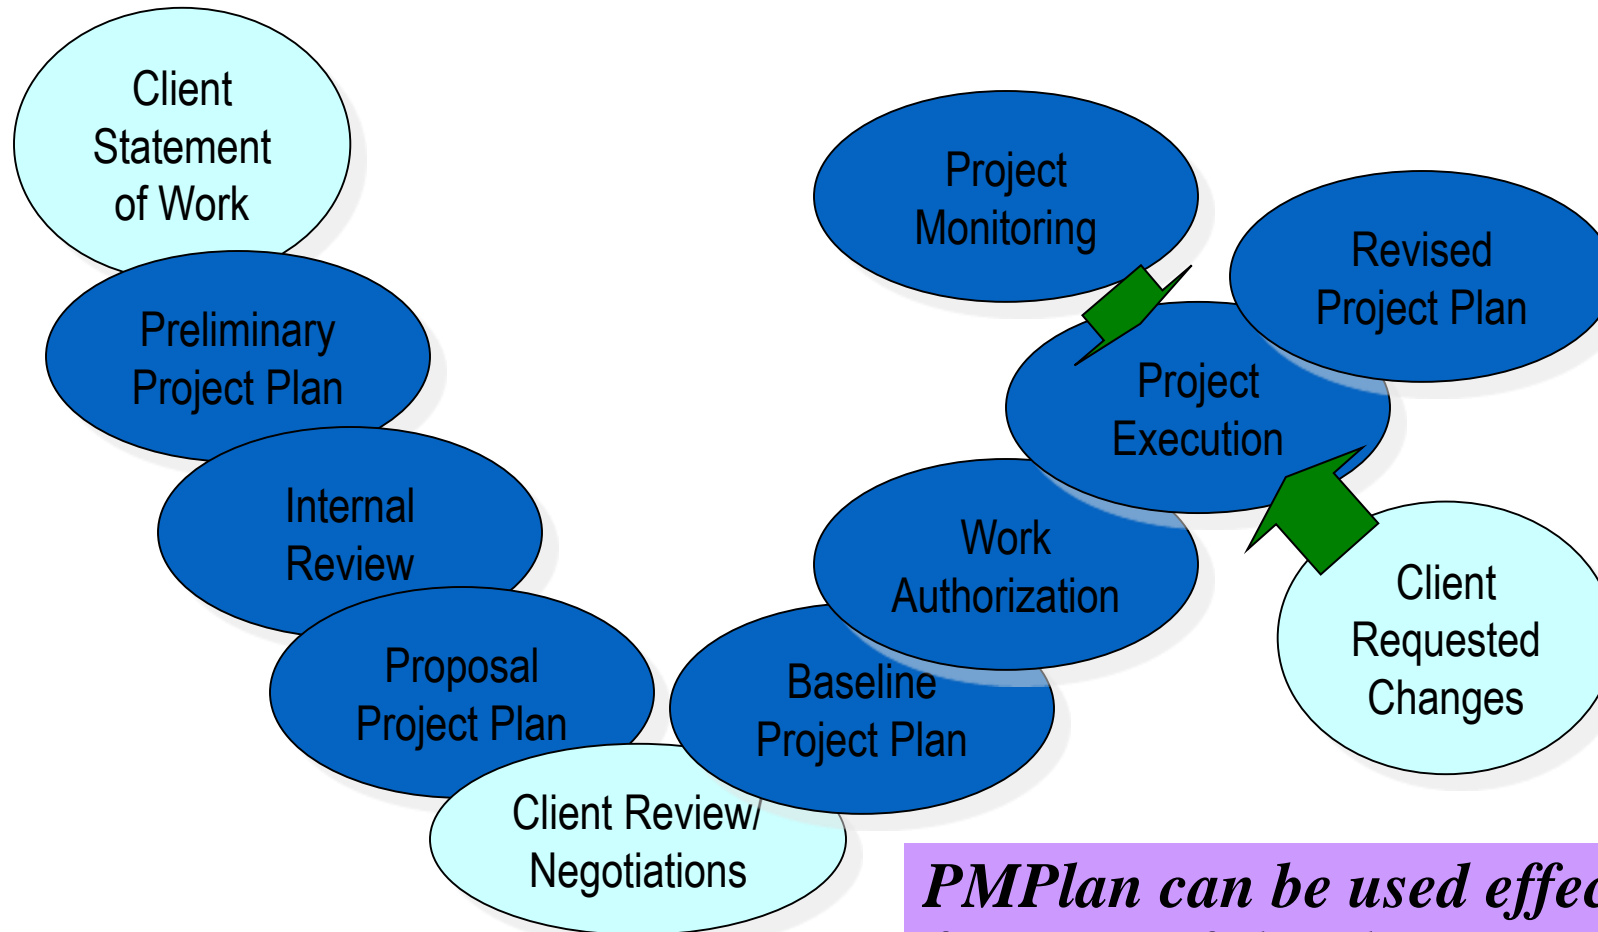 Client
Statement
of Work
Preliminary
Project Plan
Internal
Review
Proposal
Project Plan
Client Review/
Negotiations
Baseline
Project Plan
Work
Authorization
Project
Execution
Project
Monitoring
Revised
Project Plan
Client
Requested
Changes
PMPlan can be used effec